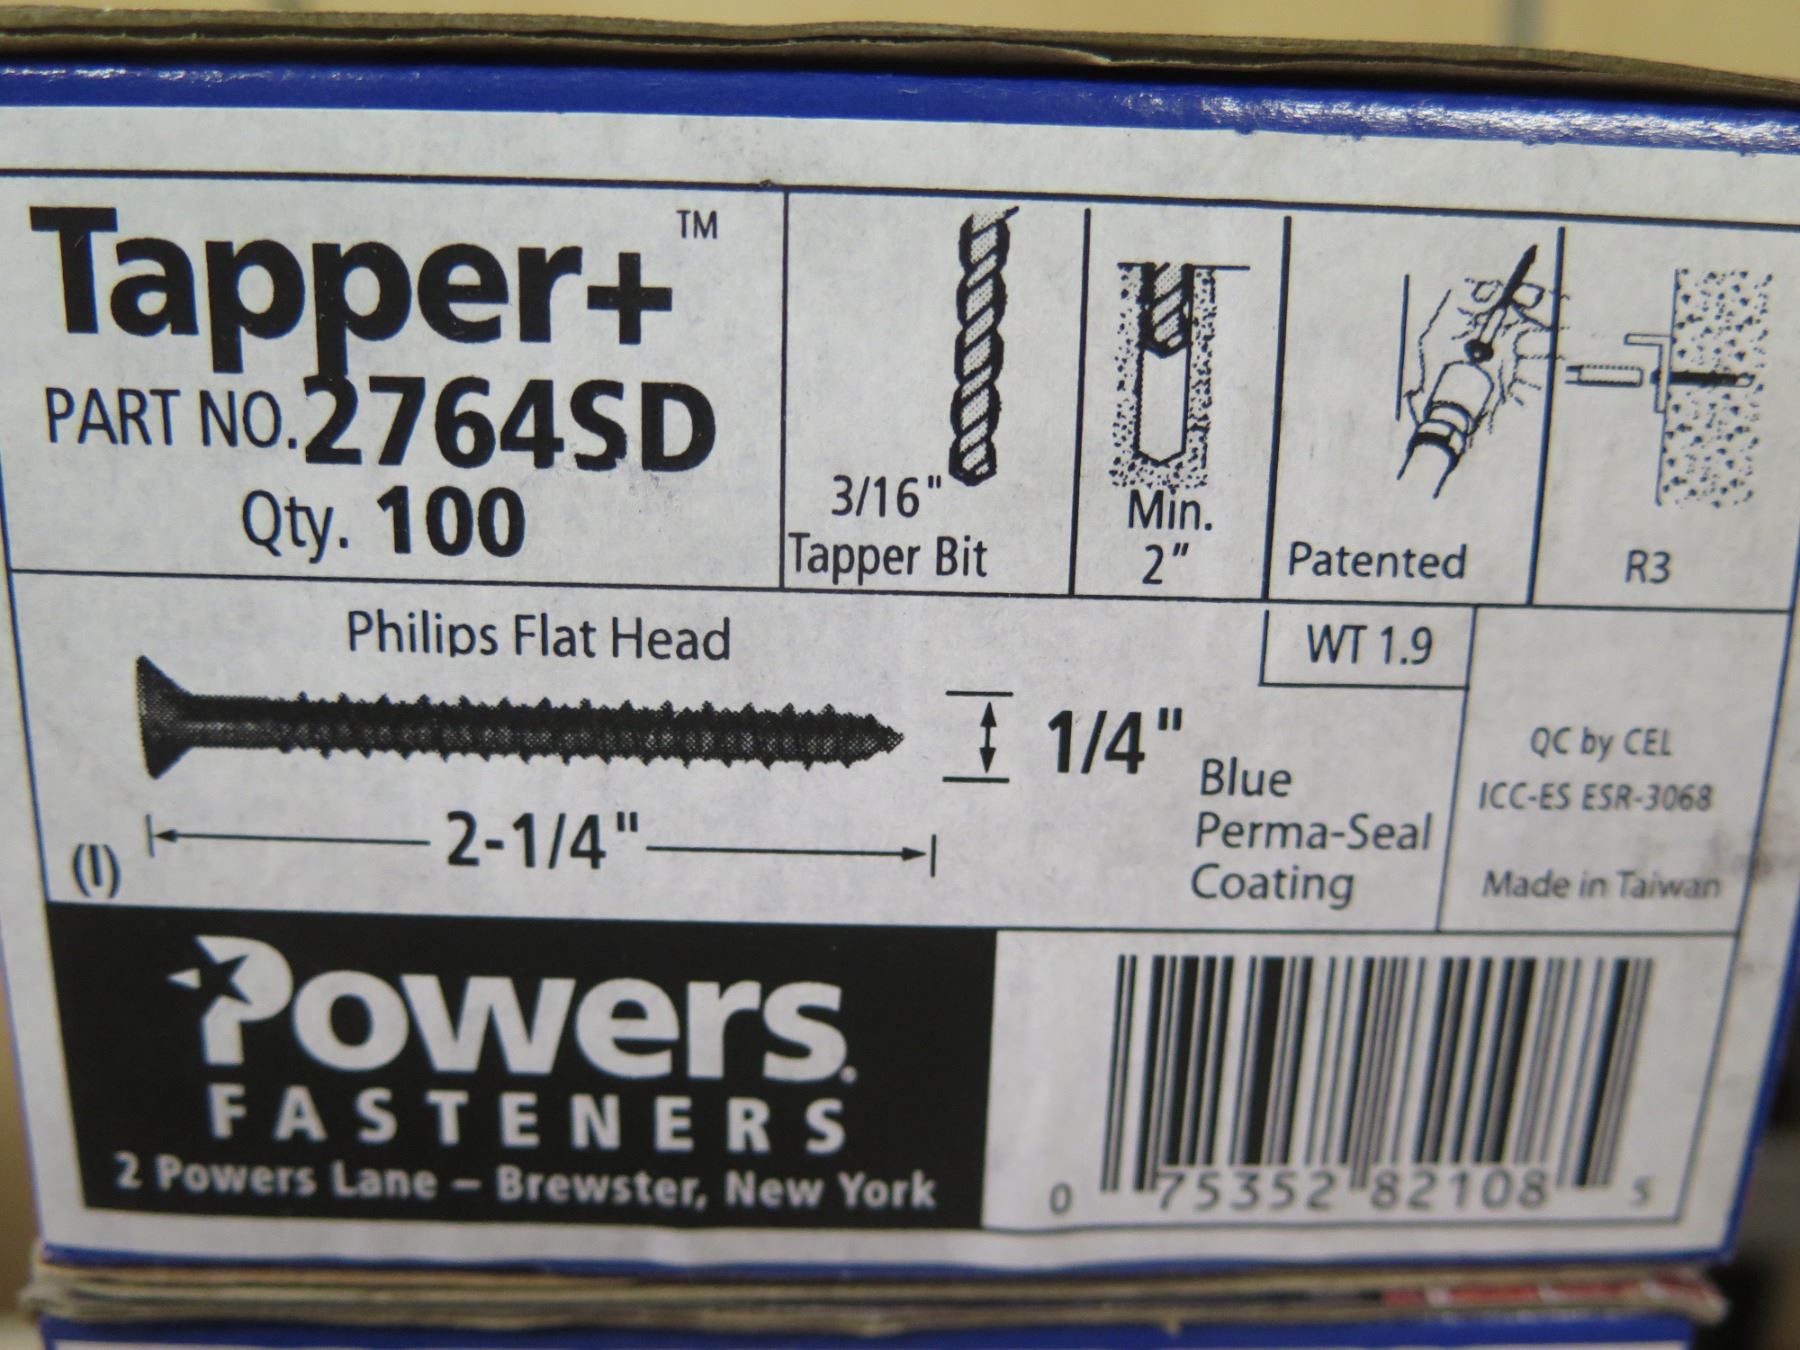 Tapper+™
PART NO. 2764SD
Qty. 100
3/16"
Tapper Bit
Min.
2"
Patented
R3
Philips Flat Head
WT 1.9
1/4"
2-1/4"
(I)
Blue
Perma-Seal
Coating
QC by CEL
ICC-ES ESR-3068
Made in Taiwan
Powers.
FASTENERS
2 Powers Lane – Brewster, New York
0 75352 82108 5